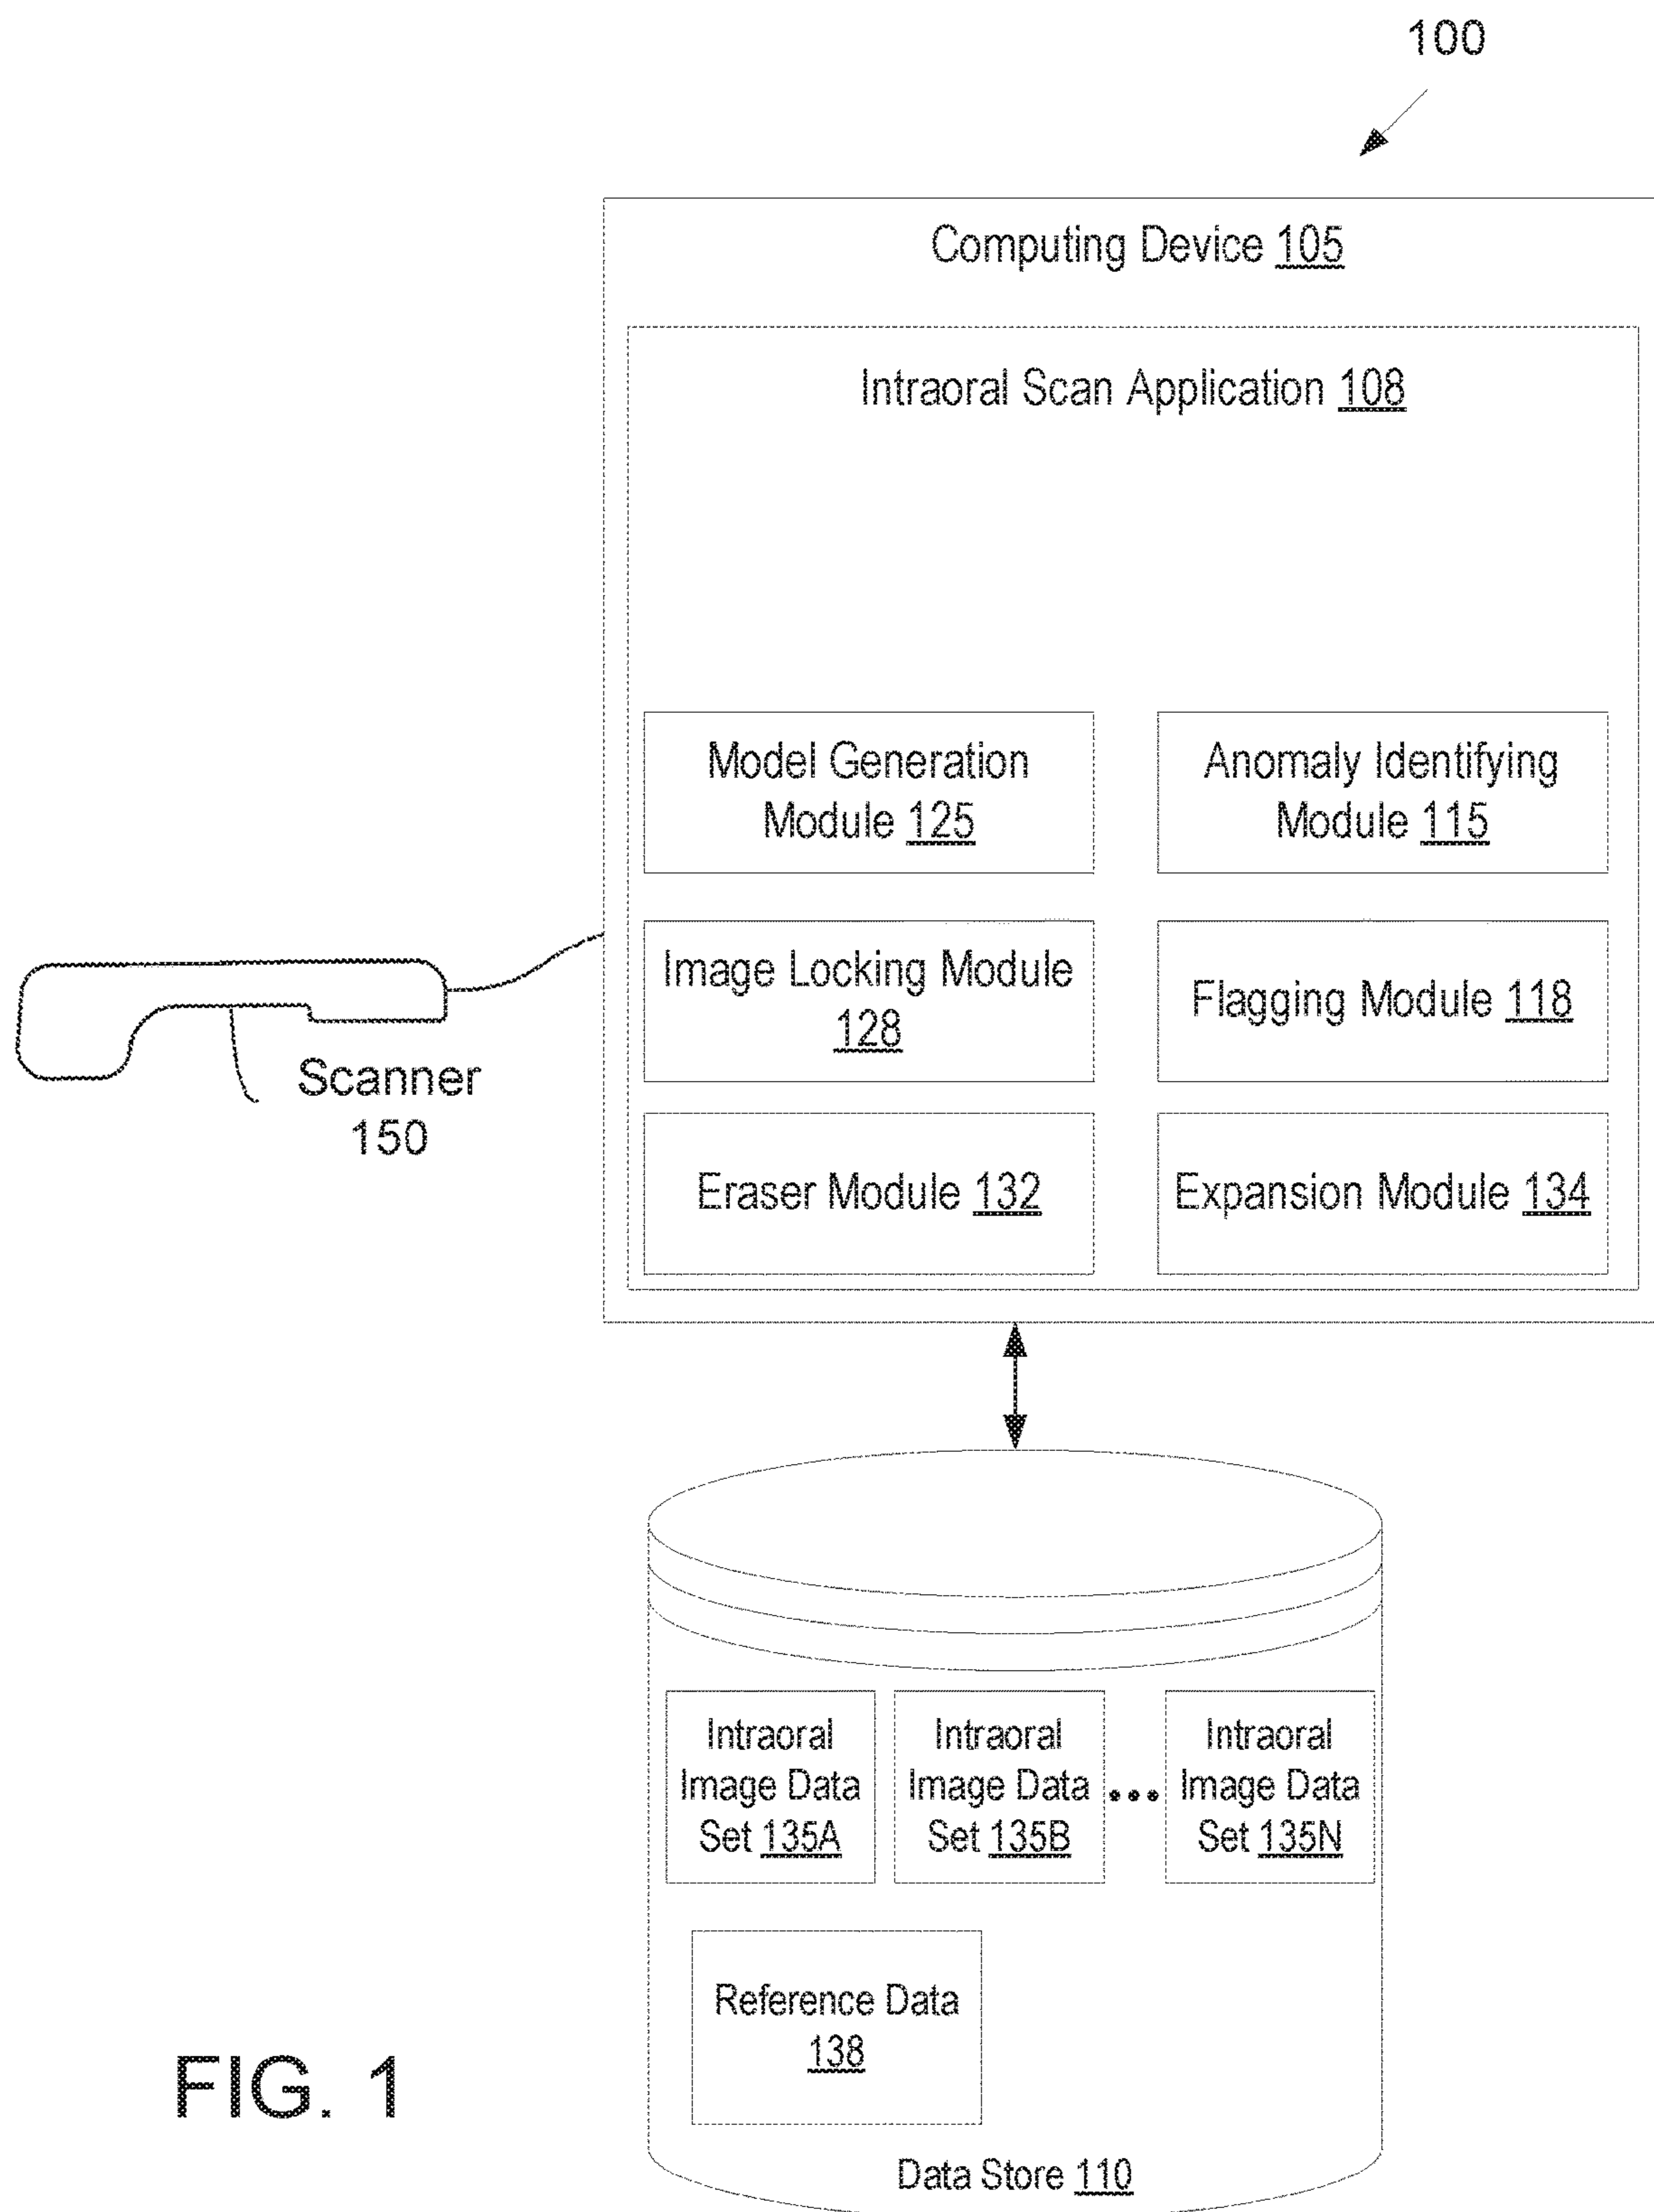 100
Computing Device 105
Intraoral Scan Application 108
Model Generation
Module 125
Anomaly Identifying
Module 115
Image Locking Module
128
Flagging Module 118
Scanner
150
Eraser Module 132
Expansion Module 134
Intraoral
Image Data
Set 135A
Intraoral
Image Data
Set 135B
•••
Intraoral
Image Data
Set 135N
Reference Data
138
Data Store 110
FIG. 1